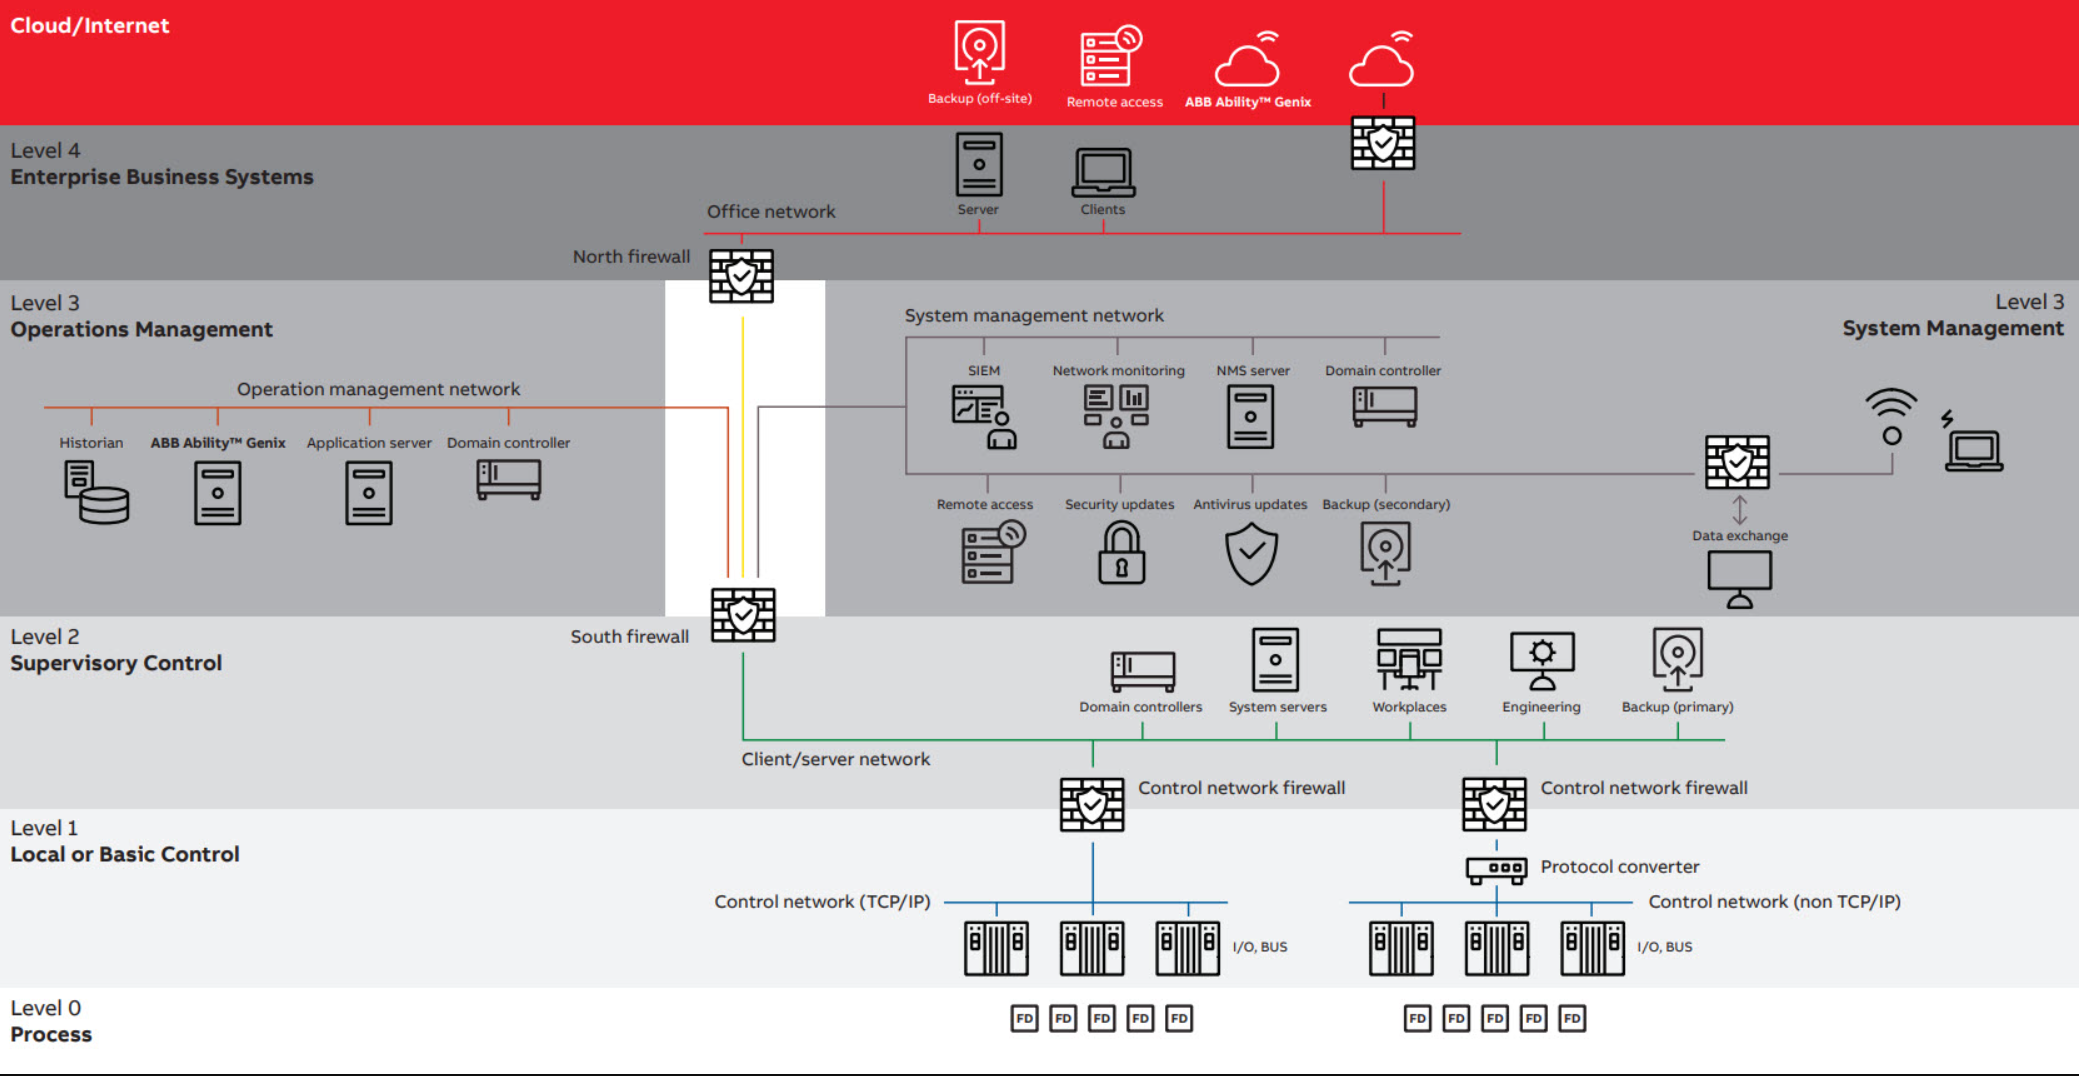 Cloud/Internet
Backup (off-site)
Remote access
ABB Ability™ Genix
Level 4
Enterprise Business Systems
Server
Clients
Office network
North firewall
Level 3
Operations Management
System management network
Level 3
System Management
SIEM
Network monitoring
NMS server
Domain controller
Operation management network
Historian
ABB Ability™ Genix
Application server
Domain controller
Remote access
Security updates
Antivirus updates
Backup (secondary)
Data exchange
Level 2
Supervisory Control
South firewall
Domain controllers
System servers
Workplaces
Engineering
Backup (primary)
Client/server network
Control network firewall
Control network firewall
Level 1
Local or Basic Control
Protocol converter
Control network (TCP/IP)
Control network (non TCP/IP)
I/O, BUS
I/O, BUS
Level 0
Process
FD FD FD FD FD
FD FD FD FD FD